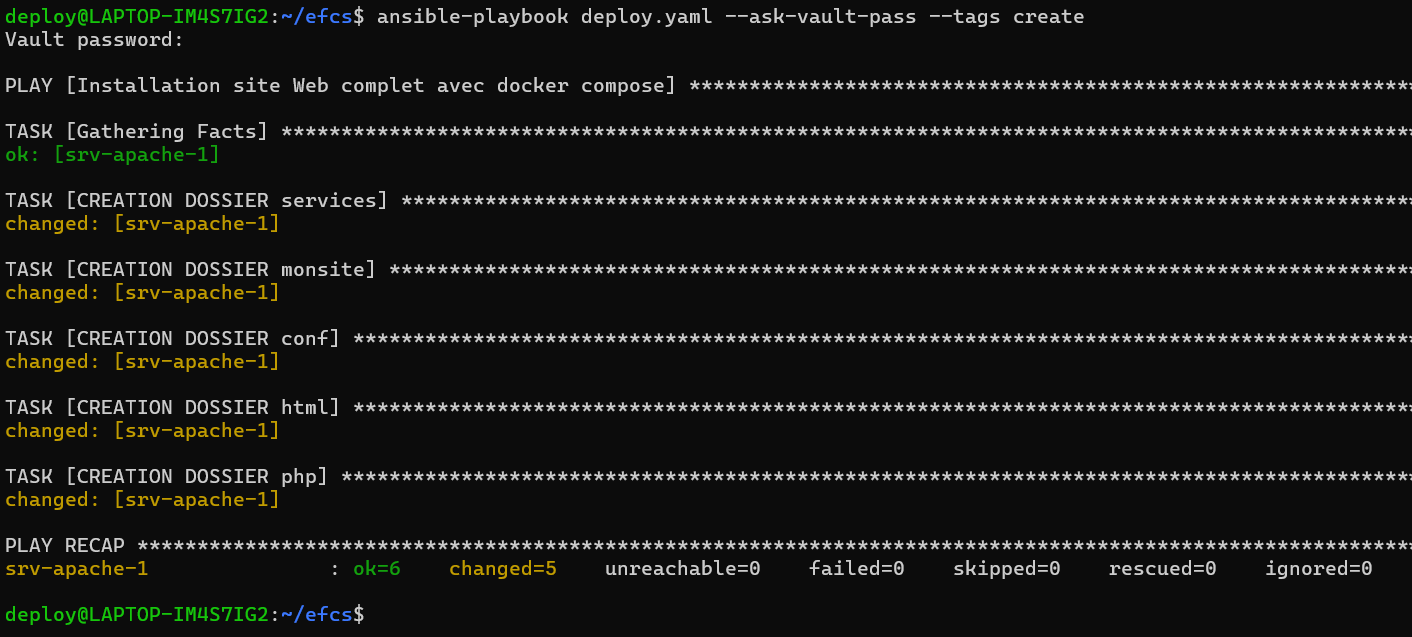 deploy@LAPTOP-IM4S7IG2:~/efcs$ ansible-playbook deploy.yaml --ask-vault-pass --tags create
Vault password:
PLAY [Installation site Web complet avec docker compose] ************************************************************
TASK [Gathering Facts] **********************************************************************************************
ok: [srv-apache-1]
TASK [CREATION DOSSIER services] ************************************************************************************
changed: [srv-apache-1]
TASK [CREATION DOSSIER monsite] *************************************************************************************
changed: [srv-apache-1]
TASK [CREATION DOSSIER conf] ****************************************************************************************
changed: [srv-apache-1]
TASK [CREATION DOSSIER html] ****************************************************************************************
changed: [srv-apache-1]
TASK [CREATION DOSSIER php] *****************************************************************************************
changed: [srv-apache-1]
PLAY RECAP **********************************************************************************************************
srv-apache-1               : ok=6    changed=5    unreachable=0    failed=0    skipped=0    rescued=0    ignored=0
deploy@LAPTOP-IM4S7IG2:~/efcs$